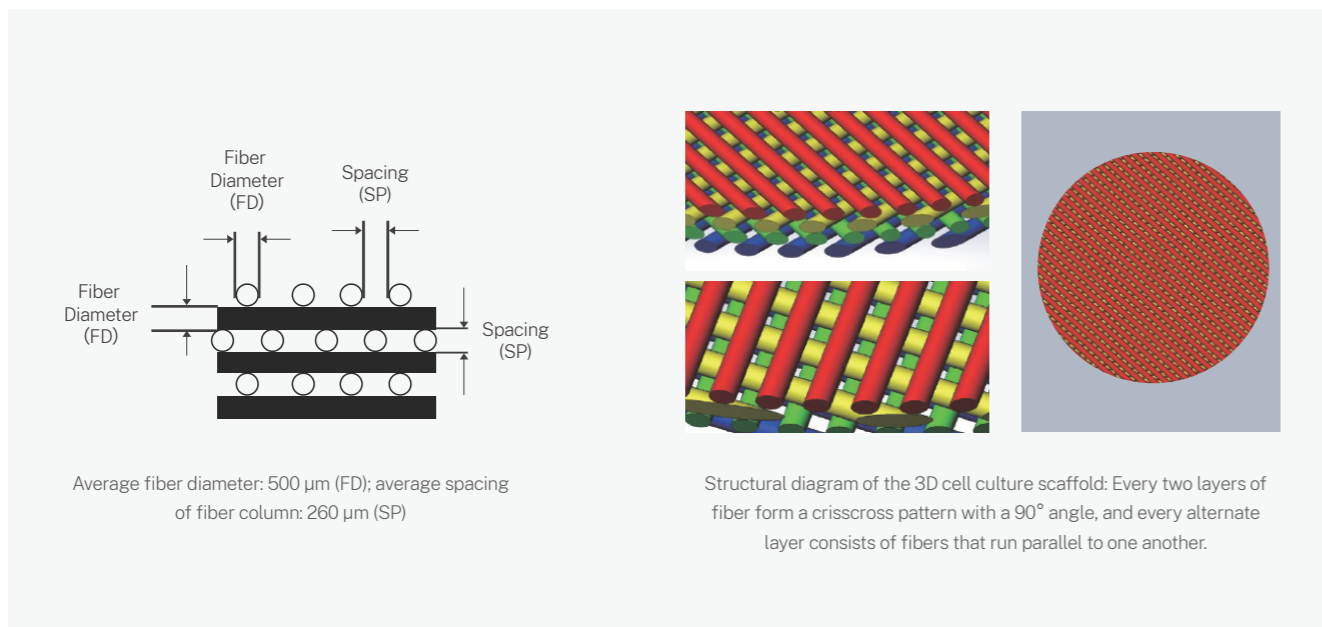 Fiber
Diameter
(FD)
Spacing
(SP)
Fiber
Diameter
(FD)
Spacing
(SP)
Average fiber diameter: 500 μm (FD); average spacing
of fiber column: 260 μm (SP)
Structural diagram of the 3D cell culture scaffold: Every two layers of
fiber form a crisscross pattern with a 90° angle, and every alternate
layer consists of fibers that run parallel to one another.